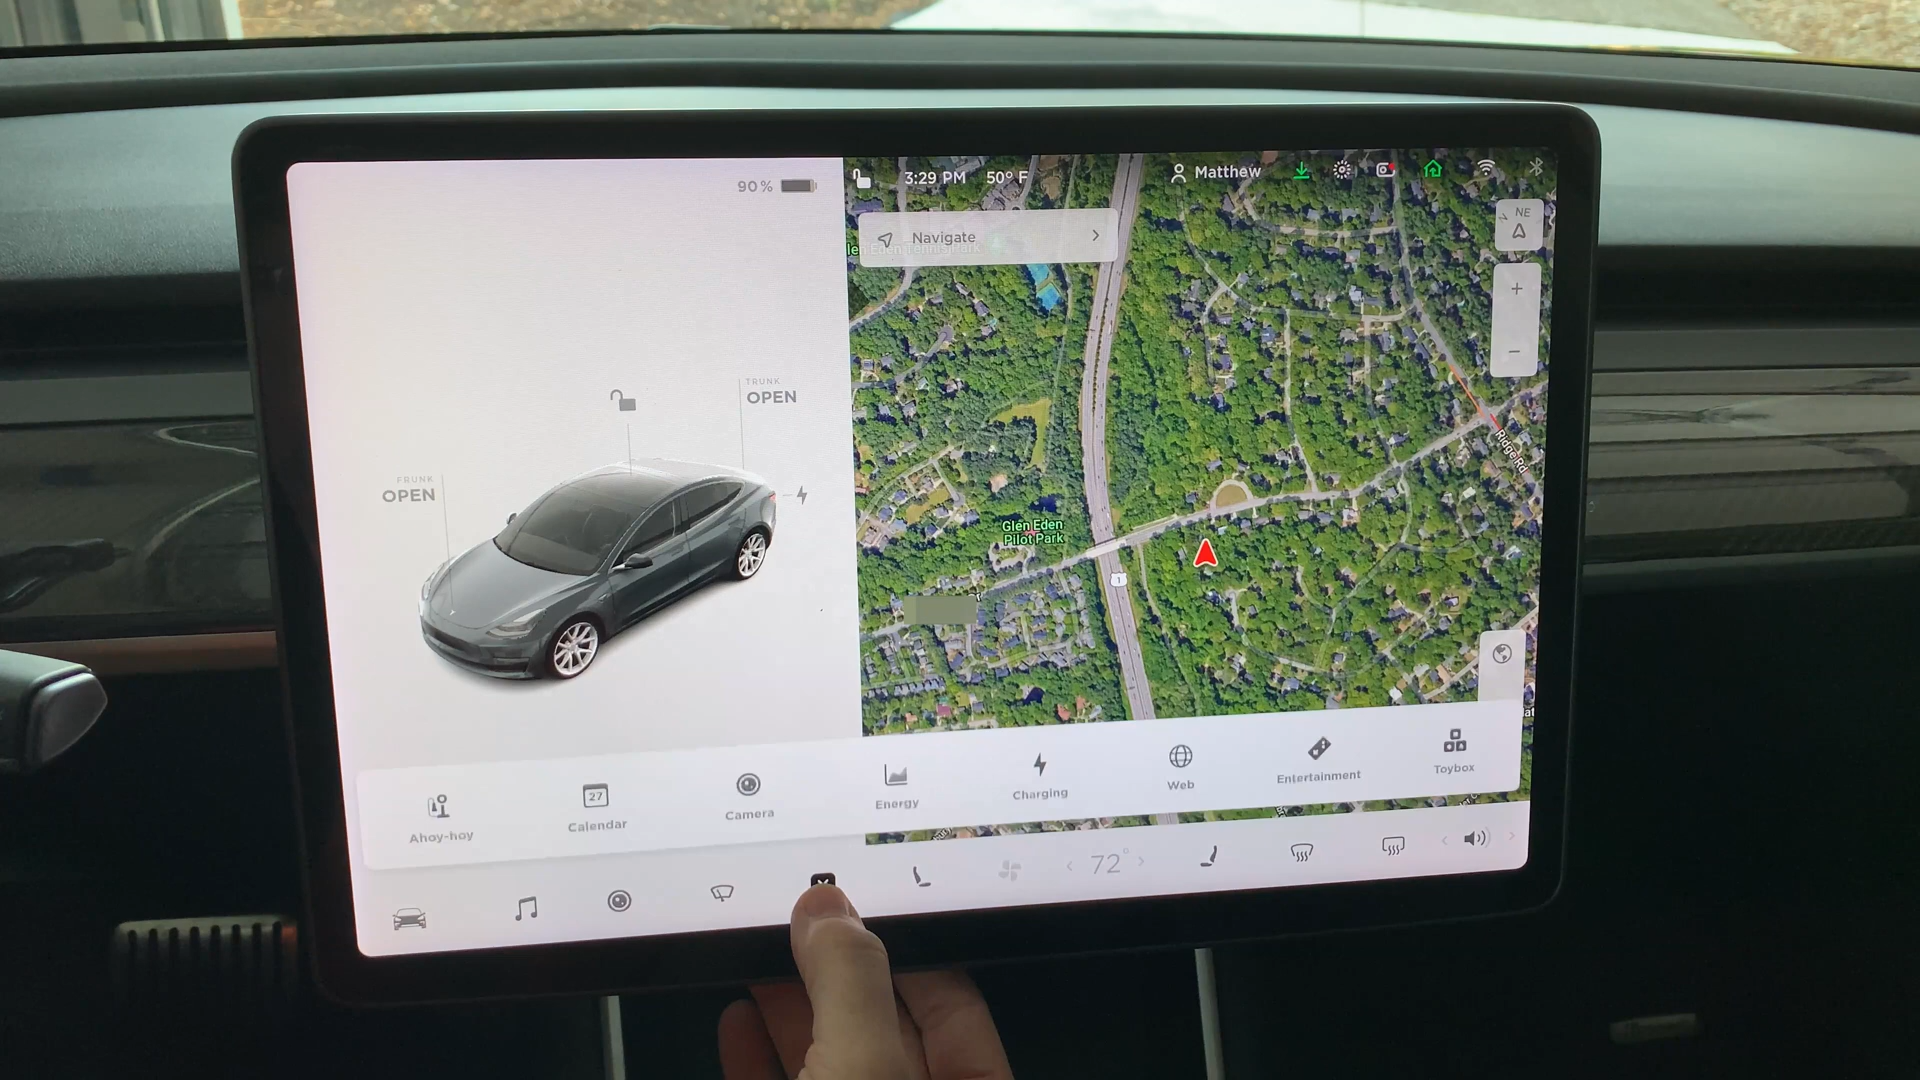 90%
3:29 PM
50° F
Matthew
NE
Navigate
TRUNK
OPEN
FRUNK
OPEN
Ridge Rd
Glen Eden
Pilot Park
1
Ahoy-hoy
27
Calendar
Camera
Energy
Charging
Web
Entertainment
Toybox
72°